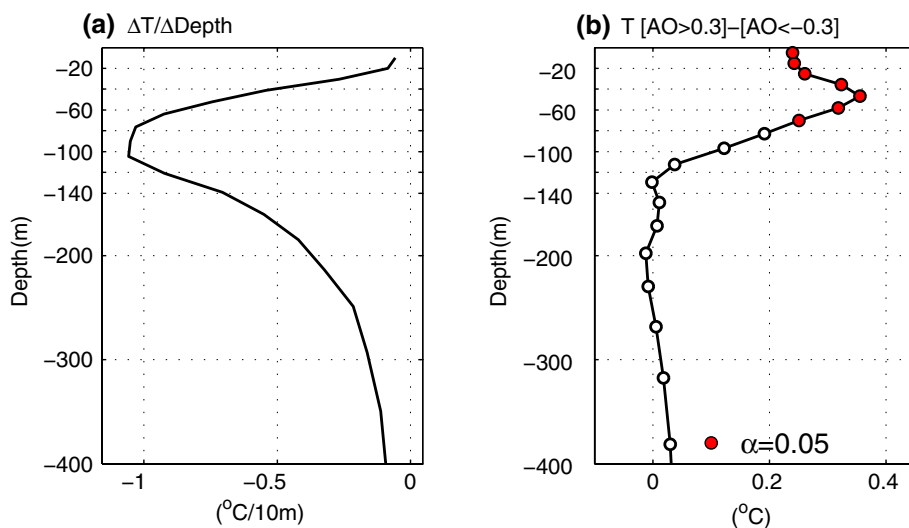 (a) ΔT/ΔDepth
−20
−60
−100
−140
−200
−300
−400
Depth(m)
−1
−0.5
0
(°C/10m)
(b) T [AO>0.3]−[AO<−0.3]
−20
−60
−100
−140
−200
−300
−400
Depth(m)
α=0.05
0
0.2
0.4
(°C)